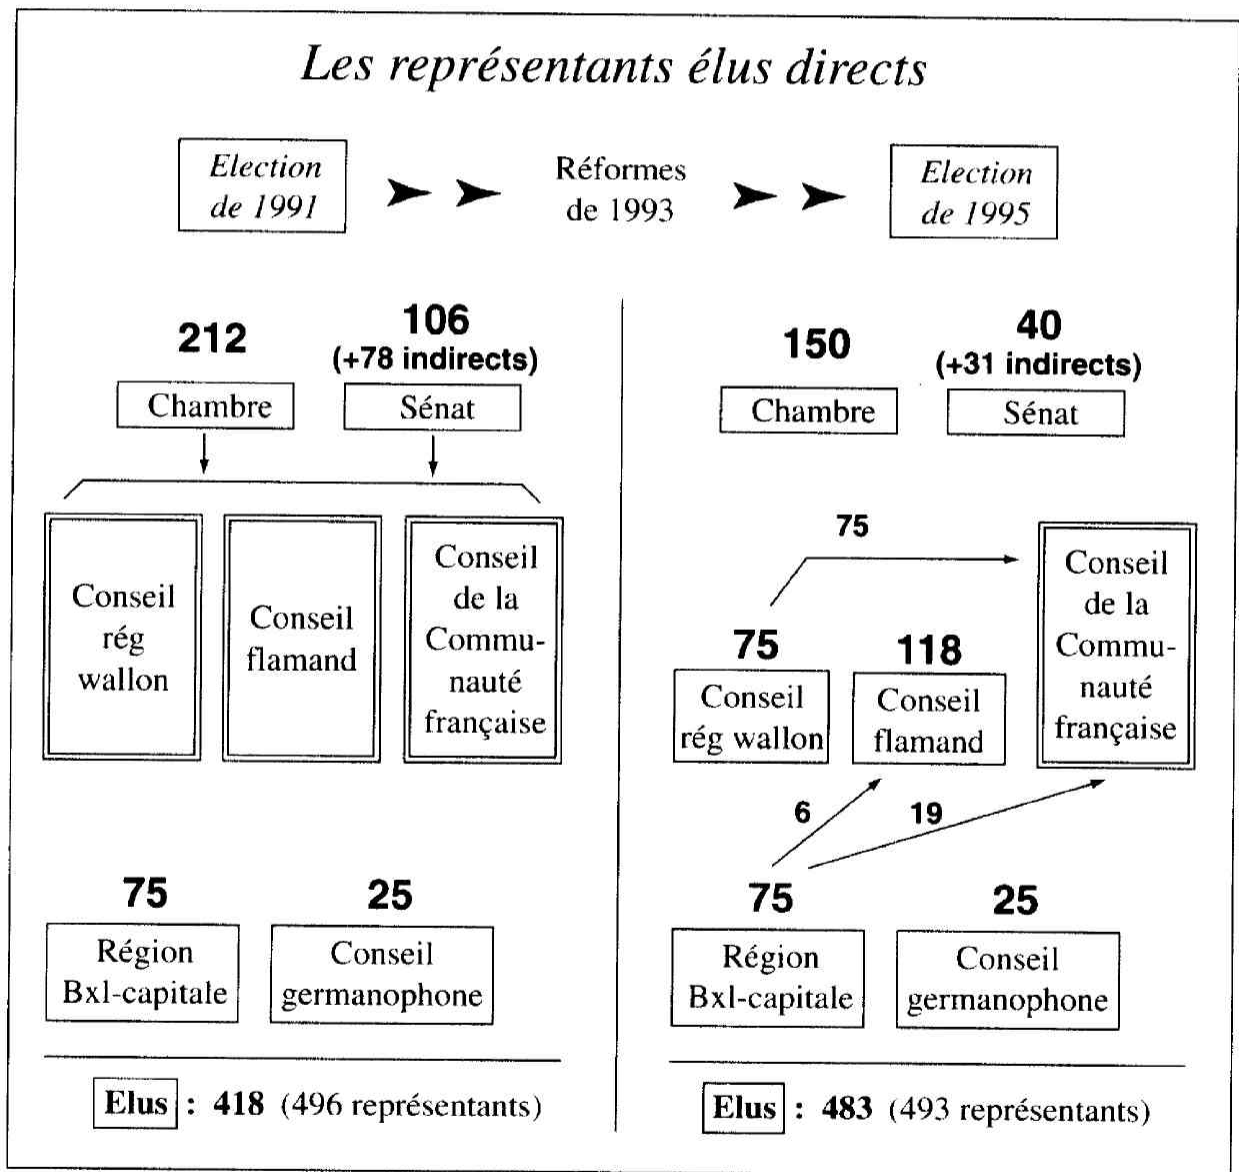 Les représentants élus directs
Election
de 1991
Réformes
de 1993
Election
de 1995
212
106
(+78 indirects)
Chambre
Sénat
Conseil
rég
wallon
Conseil
flamand
Conseil
de la
Commu-
nauté
française
75
25
Région
Bxl-capitale
Conseil
germanophone
Elus : 418 (496 représentants)
150
40
(+31 indirects)
Chambre
Sénat
75
75
118
Conseil
rég wallon
Conseil
flamand
Conseil
de la
Commu-
nauté
française
6
19
75
25
Région
Bxl-capitale
Conseil
germanophone
Elus : 483 (493 représentants)